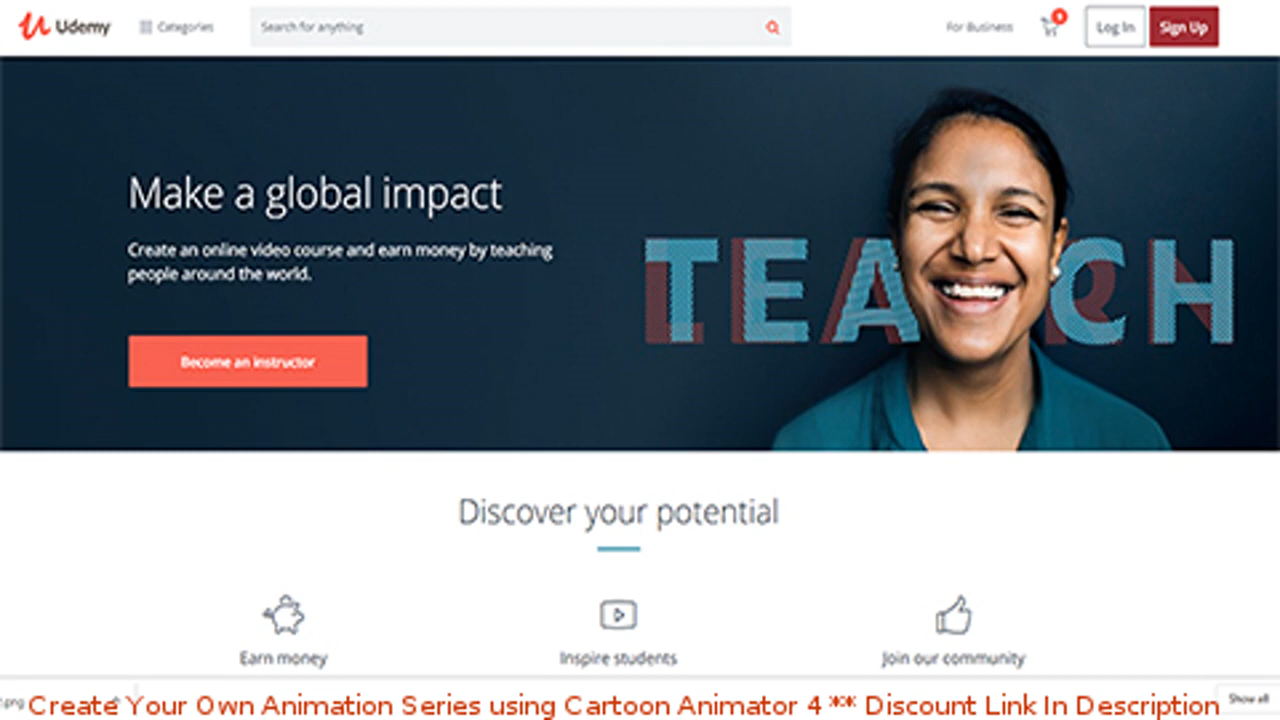 Udemy
Categories
Search for anything
For Business
Log In
Sign Up
Make a global impact
Create an online video course and earn money by teaching
people around the world.
Become an instructor
TEACH
Discover your potential
Earn money
Inspire students
Join our community
.png
Create Your Own Animation Series using Cartoon Animator 4 ** Discount Link In Description
Show all